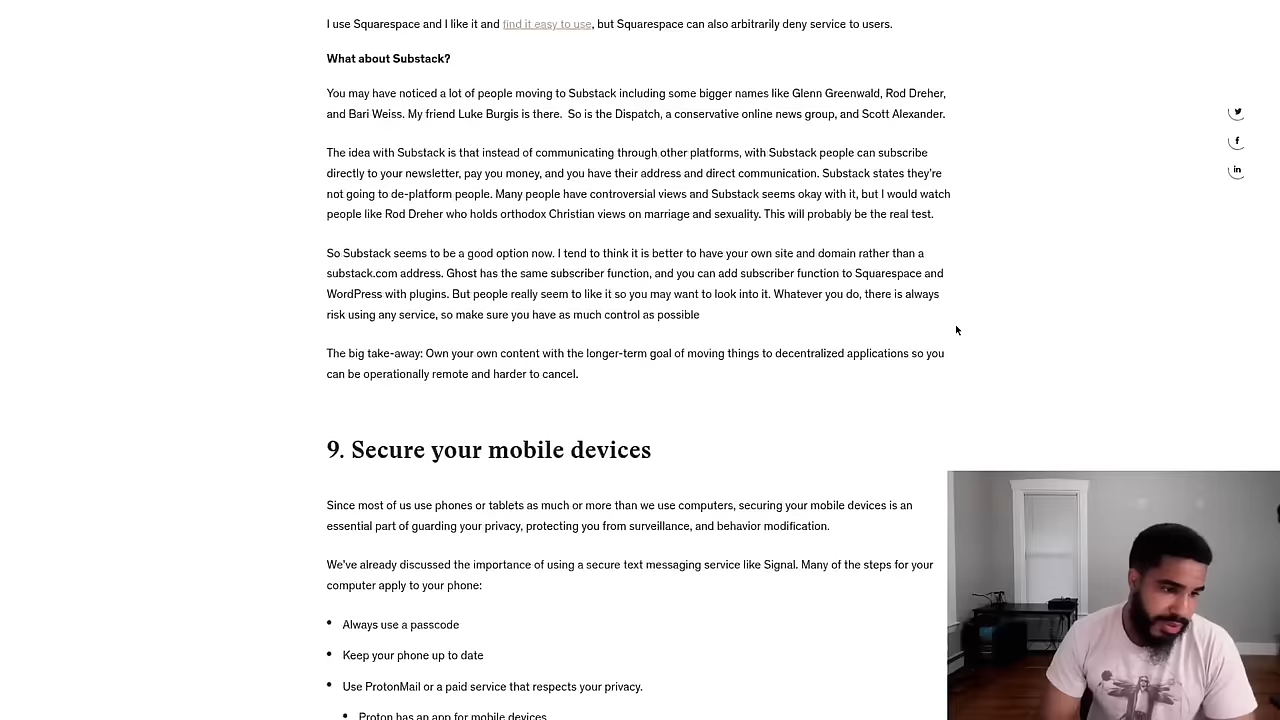 I use Squarespace and I like it and find it easy to use, but Squarespace can also arbitrarily deny service to users.
What about Substack?
You may have noticed a lot of people moving to Substack including some bigger names like Glenn Greenwald, Rod Dreher,
and Bari Weiss. My friend Luke Burgis is there.  So is the Dispatch, a conservative online news group, and Scott Alexander.
The idea with Substack is that instead of communicating through other platforms, with Substack people can subscribe
directly to your newsletter, pay you money, and you have their address and direct communication. Substack states they're
not going to de-platform people. Many people have controversial views and Substack seems okay with it, but I would watch
people like Rod Dreher who holds orthodox Christian views on marriage and sexuality. This will probably be the real test.
So Substack seems to be a good option now. I tend to think it is better to have your own site and domain rather than a
substack.com address. Ghost has the same subscriber function, and you can add subscriber function to Squarespace and
WordPress with plugins. But people really seem to like it so you may want to look into it. Whatever you do, there is always
risk using any service, so make sure you have as much control as possible
The big take-away: Own your own content with the longer-term goal of moving things to decentralized applications so you
can be operationally remote and harder to cancel.
9. Secure your mobile devices
Since most of us use phones or tablets as much or more than we use computers, securing your mobile devices is an
essential part of guarding your privacy, protecting you from surveillance, and behavior modification.
We've already discussed the importance of using a secure text messaging service like Signal. Many of the steps for your
computer apply to your phone:
• Always use a passcode
• Keep your phone up to date
• Use ProtonMail or a paid service that respects your privacy.
• Proton has an app for mobile devices